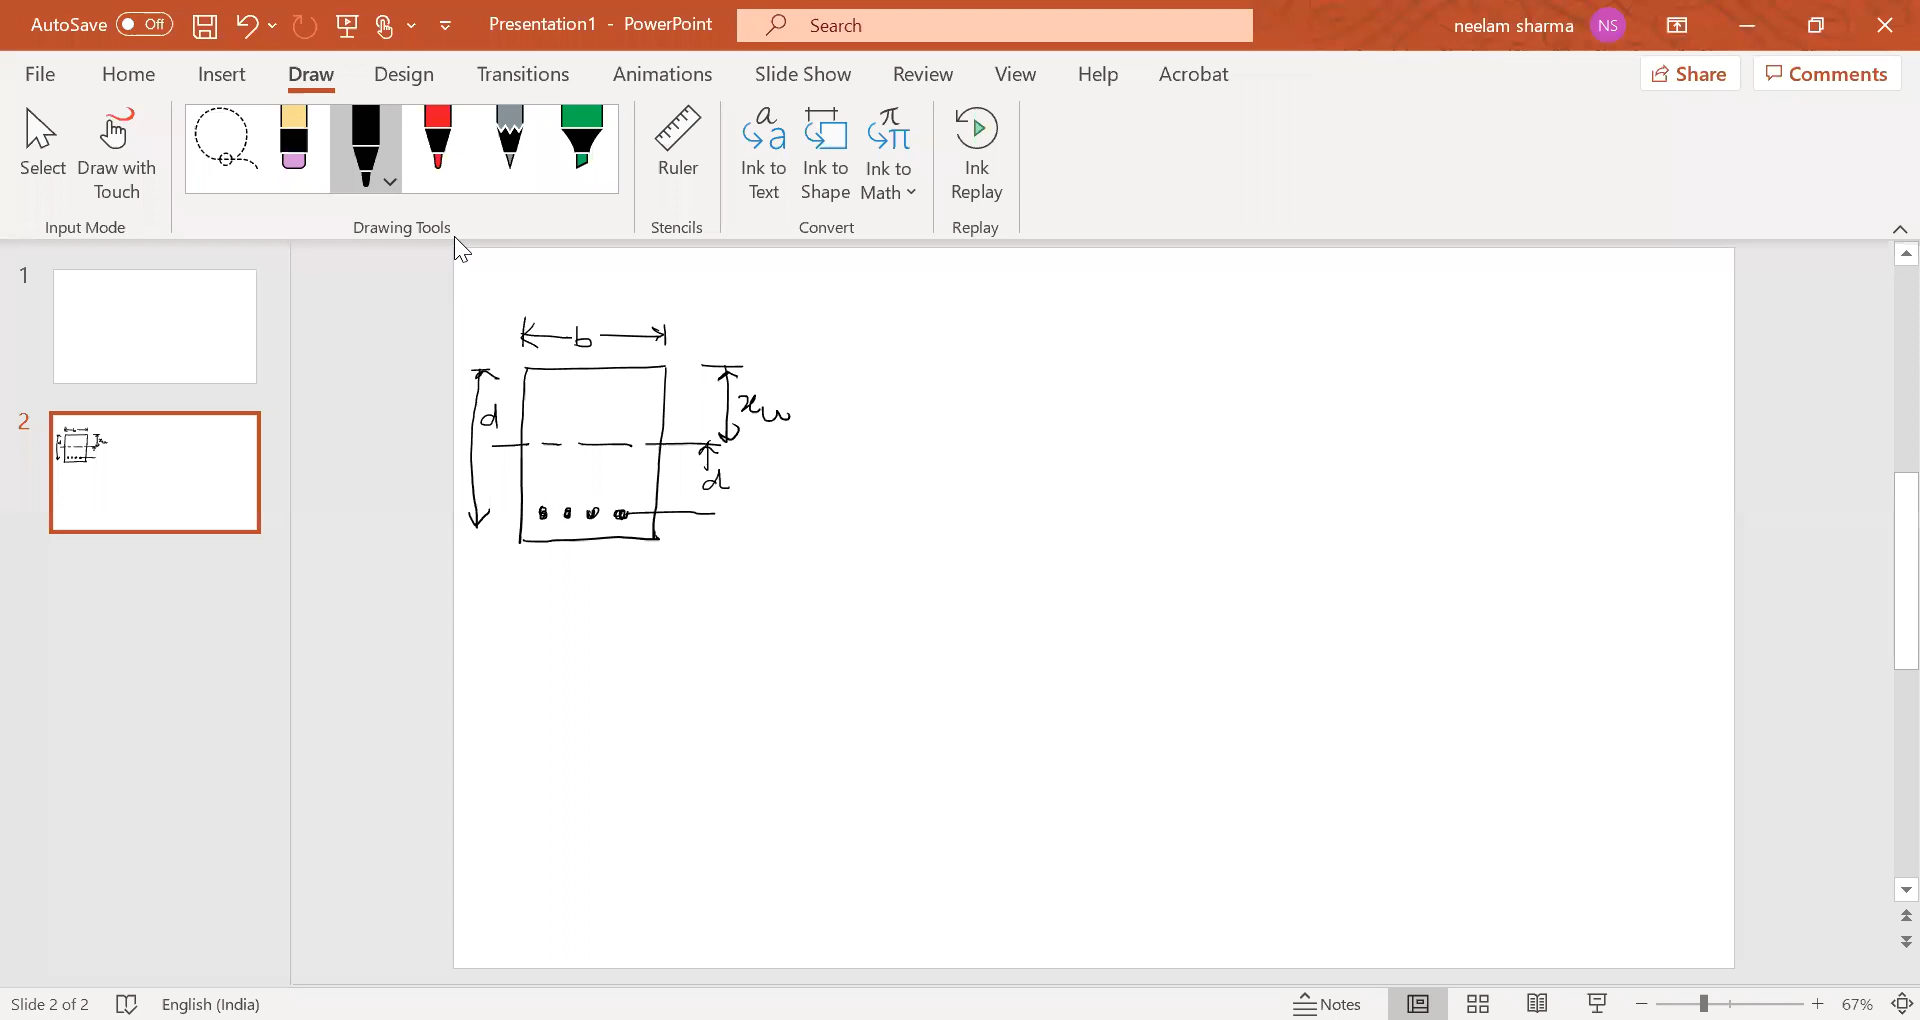 AutoSave Off Presentation1 - PowerPoint Search neelam sharma NS
File Home Insert Draw Design Transitions Animations Slide Show Review View Help Acrobat Share Comments
Select Draw with Touch Ruler Ink to Text Ink to Shape Ink to Math Ink Replay
Input Mode Drawing Tools Stencils Convert Replay
1
2
b
d
d
Slide 2 of 2 English (India) Notes 67%